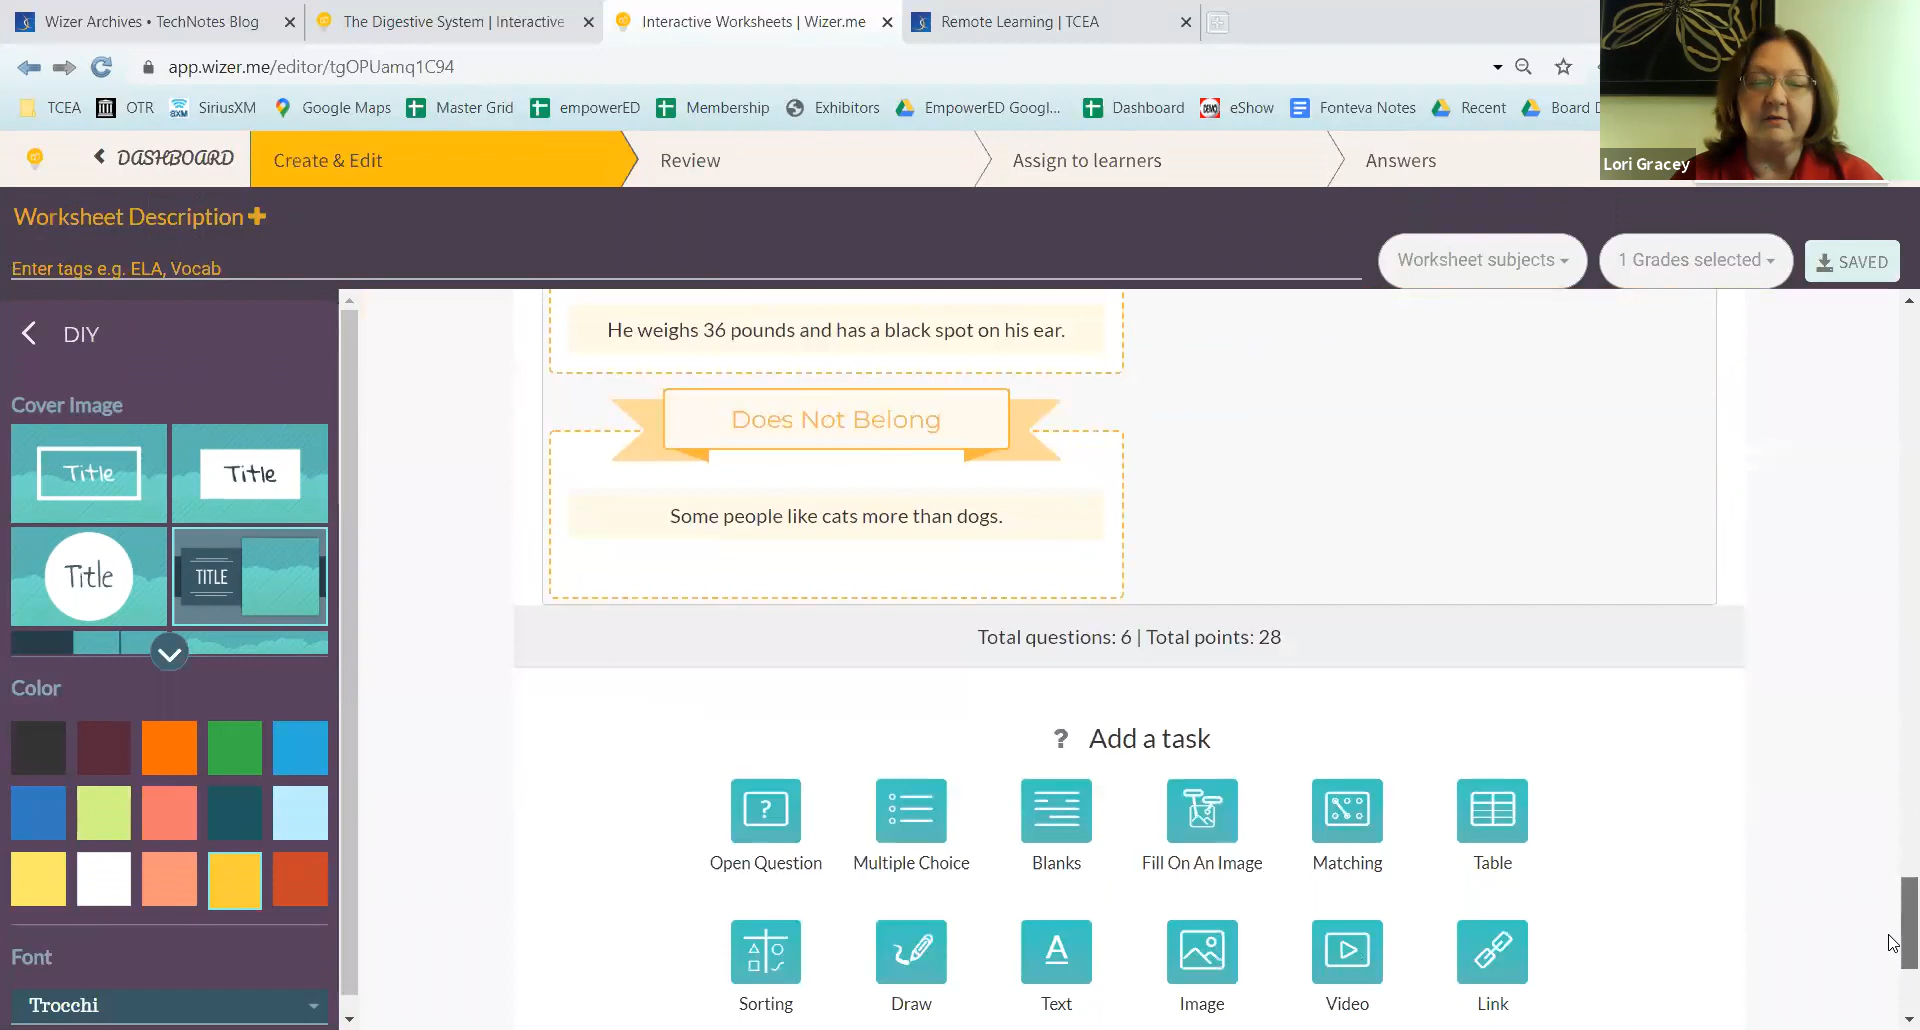 Wizer Archives • TechNotes Blog
The Digestive System | Interactive
Interactive Worksheets | Wizer.me
Remote Learning | TCEA
app.wizer.me/editor/tgOPUamq1C94
TCEA
OTR
SiriusXM
Google Maps
Master Grid
empowerED
Membership
Exhibitors
EmpowerED Googl...
Dashboard
eShow
Fonteva Notes
Recent
Board D
DASHBOARD
Create & Edit
Review
Assign to learners
Answers
Lori Gracey
Worksheet Description
Enter tags e.g. ELA, Vocab
Worksheet subjects
1 Grades selected
SAVED
DIY
Cover Image
Title
Title
Title
TITLE
Color
Font
Trocchi
He weighs 36 pounds and has a black spot on his ear.
Does Not Belong
Some people like cats more than dogs.
Total questions: 6 | Total points: 28
? Add a task
Open Question
Multiple Choice
Blanks
Fill On An Image
Matching
Table
Sorting
Draw
Text
Image
Video
Link